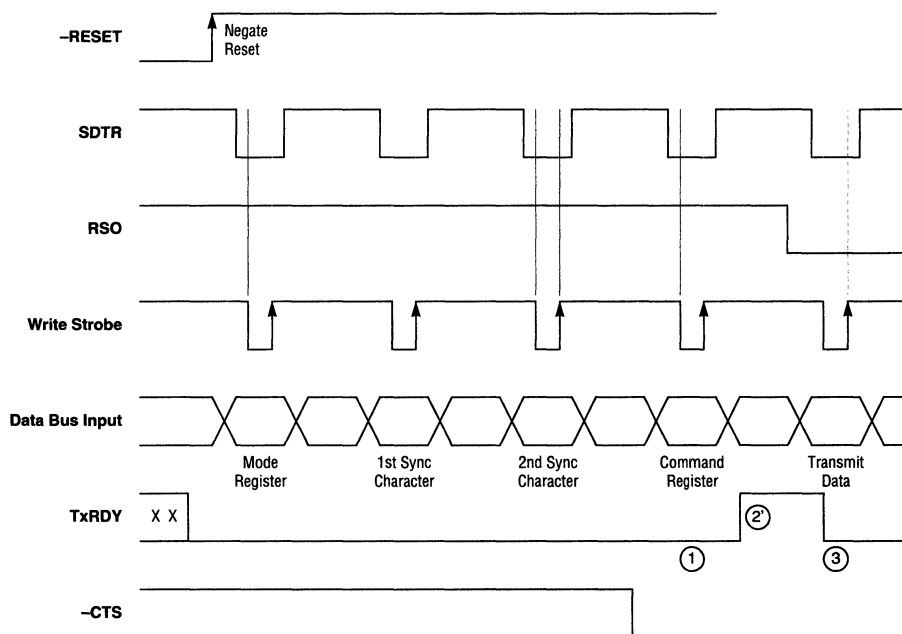 –RESET
Negate
Reset
SDTR
RSO
Write Strobe
Data Bus Input
Mode
Register
1st Sync
Character
2nd Sync
Character
Command
Register
Transmit
Data
TxRDY
X X
1
2'
3
–CTS